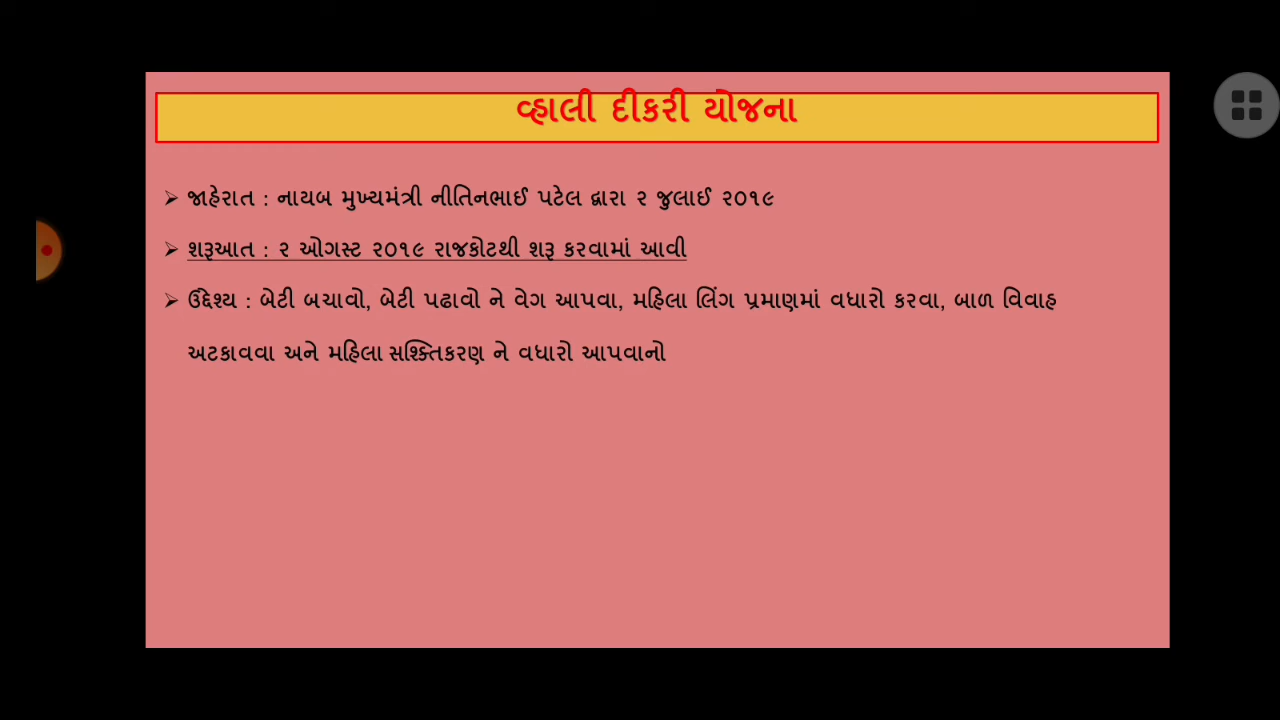 વ્હાલી દીકરી યોજના
➢ જાહેરાત : નાયબ મુખ્યમંત્રી નીતિનભાઈ પટેલ દ્વારા ૨ જુલાઈ ૨૦૧૯
➢ શરૂઆત : ૨ ઓગસ્ટ ૨૦૧૯ રાજકોટથી શરૂ કરવામાં આવી
➢ ઉદ્દેશ્ય : બેટી બચાવો, બેટી પઢાવો ને વેગ આપવા, મહિલા લિંગ પ્રમાણમાં વધારો કરવા, બાળ વિવાહ
અટકાવવા અને મહિલા સશ્ક્તિકરણ ને વધારો આપવાનો